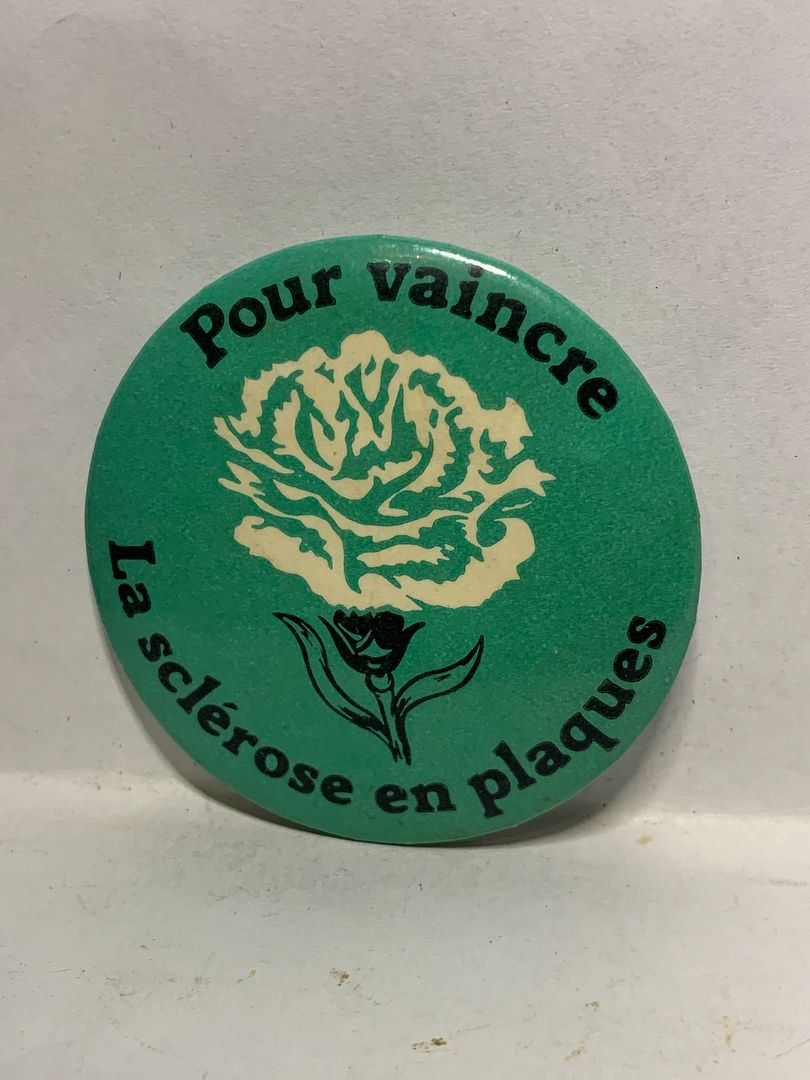 Pour vaincre
La sclérose en plaques